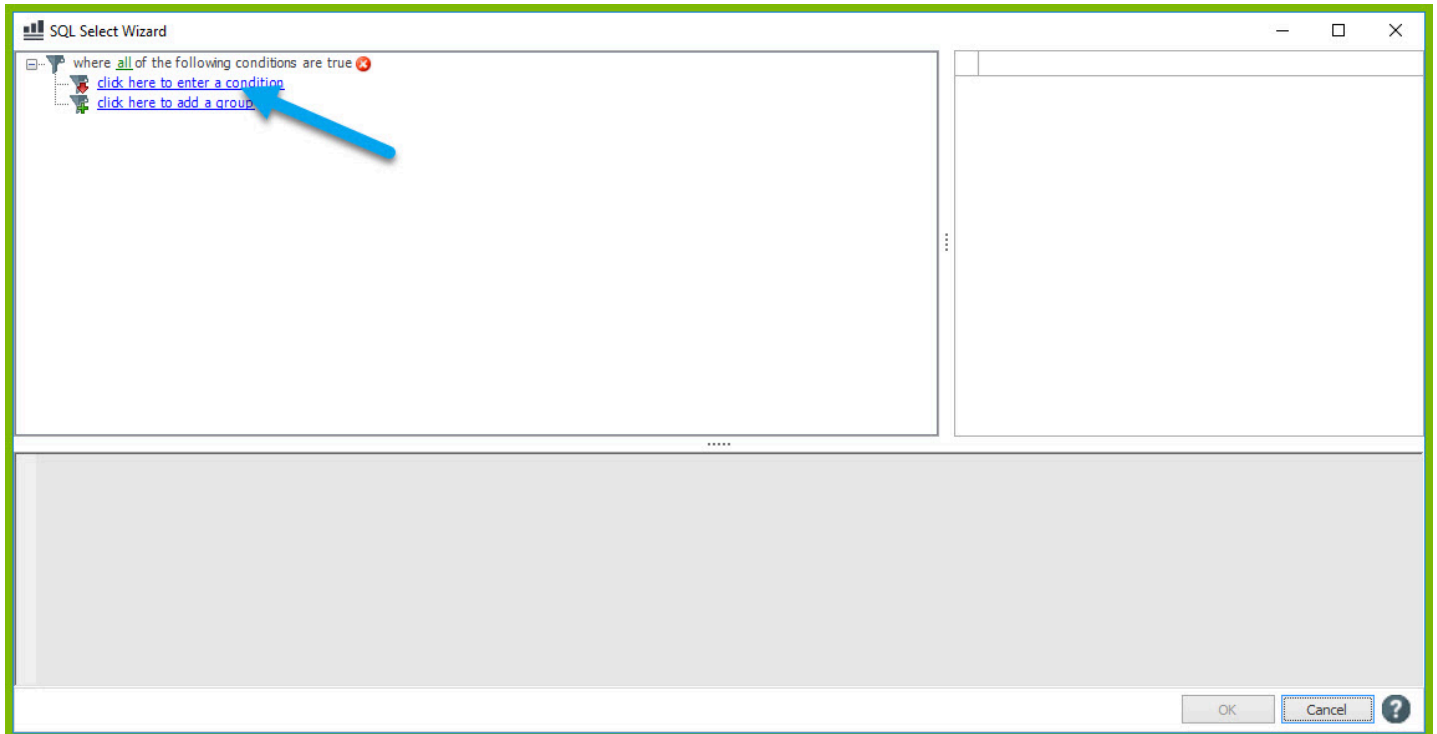 SQL Select Wizard
where all of the following conditions are true
click here to enter a condition
click here to add a group
OK Cancel ?